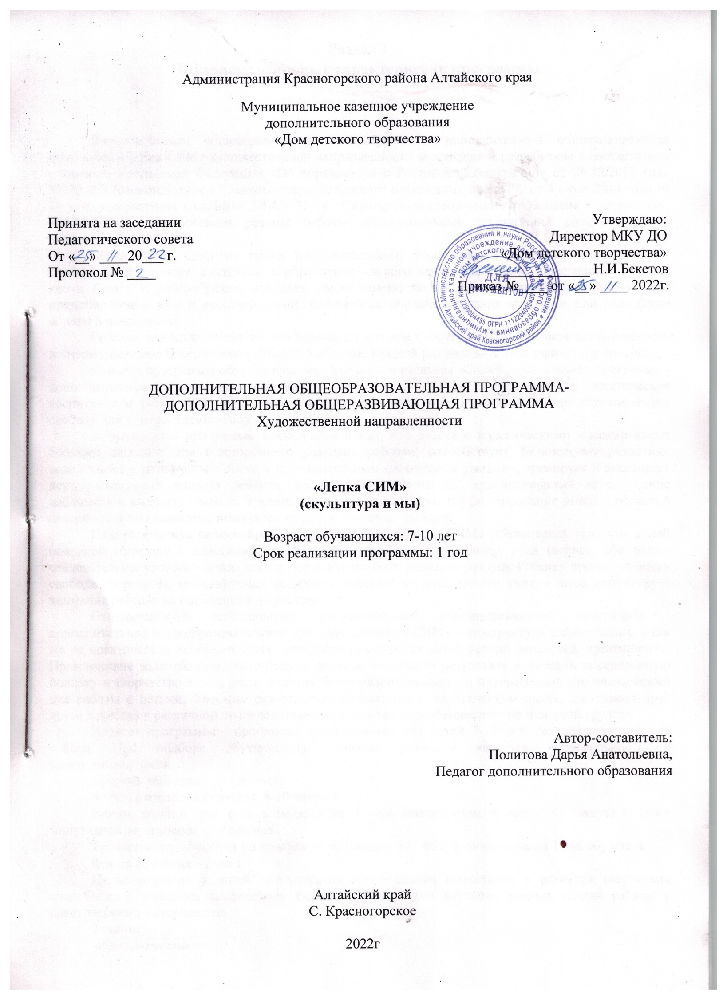 Администрация Красногорского района Алтайского края
Муниципальное казенное учреждение
дополнительного образования
«Дом детского творчества»
Принята на заседании
Педагогического совета
От «25» 11 20 22 г.
Протокол № 2
Утверждаю:
Директор МКУ ДО
«Дом детского творчества»
Н.И.Бекетов
Приказ № от «25» 11 2022г.
Министерство образования и науки Российской Федерации * Алтайский край Красногорский район *
муниципальное казенное учреждение дополнительного образования *
«Дом детского творчества»
ИНН 2250004435 ОГРН 1112204005430
ДЛЯ
ДОКУМЕНТОВ
ДОПОЛНИТЕЛЬНАЯ ОБЩЕОБРАЗОВАТЕЛЬНАЯ ПРОГРАММА-
ДОПОЛНИТЕЛЬНАЯ ОБЩЕРАЗВИВАЮЩАЯ ПРОГРАММА
Художественной направленности
«Лепка СИМ»
(скульптура и мы)
Возраст обучающихся: 7-10 лет
Срок реализации программы: 1 год
Автор-составитель:
Политова Дарья Анатольевна,
Педагог дополнительного образования
Алтайский край
С. Красногорское
2022г